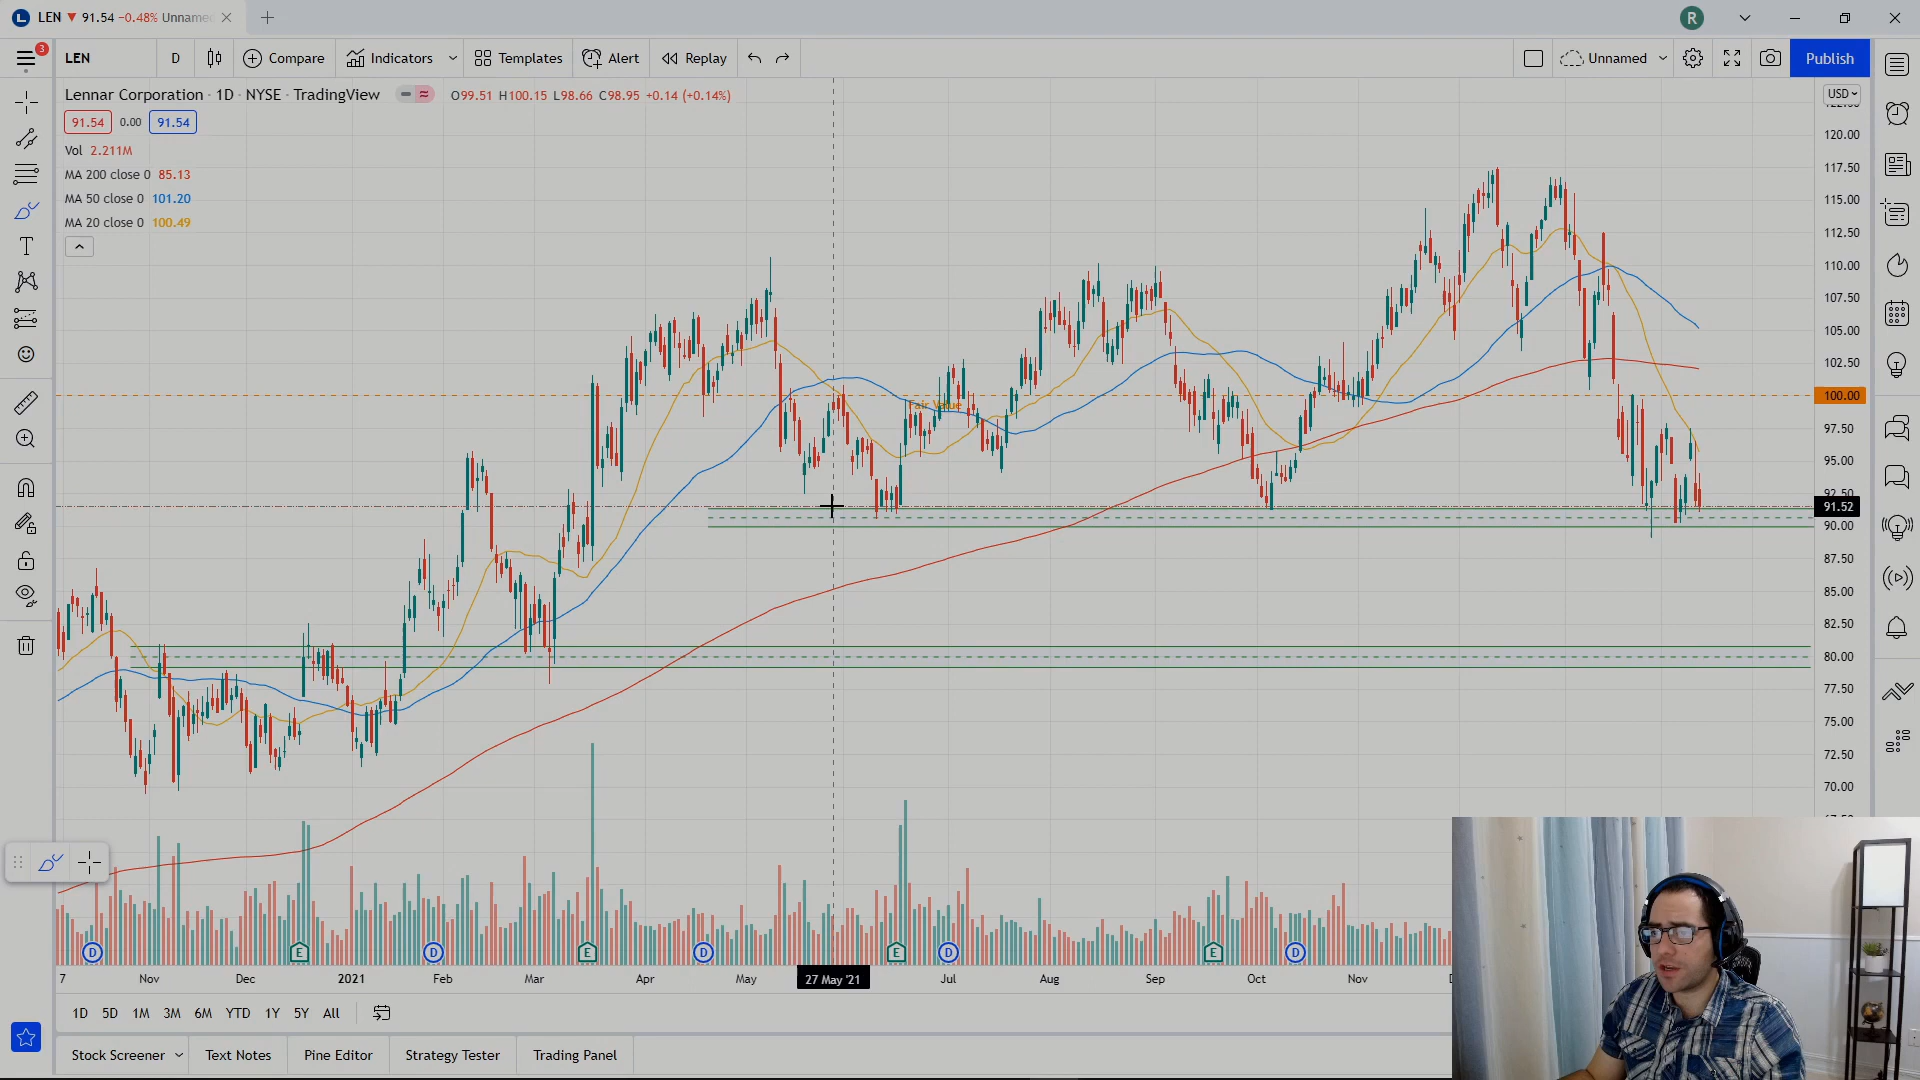 LEN ▼ 91.54 −0.48% Unname
R
3
LEN D Compare Indicators Templates Alert Replay Unnamed Publish
Lennar Corporation · 1D · NYSE · TradingView O99.51 H100.15 L98.66 C98.95 +0.14 (+0.14%)
USD
91.54 0.00 91.54
Vol 2.211M
MA 200 close 0 85.13
MA 50 close 0 101.20
MA 20 close 0 100.49
120.00
117.50
115.00
112.50
110.00
107.50
105.00
102.50
100.00
Fair Value
97.50
95.00
92.50
91.52
90.00
87.50
85.00
82.50
80.00
77.50
75.00
72.50
70.00
D E D E D E D E D
7 Nov Dec 2021 Feb Mar Apr May 27 May '21 Jul Aug Sep Oct Nov
1D 5D 1M 3M 6M YTD 1Y 5Y All
Stock Screener Text Notes Pine Editor Strategy Tester Trading Panel